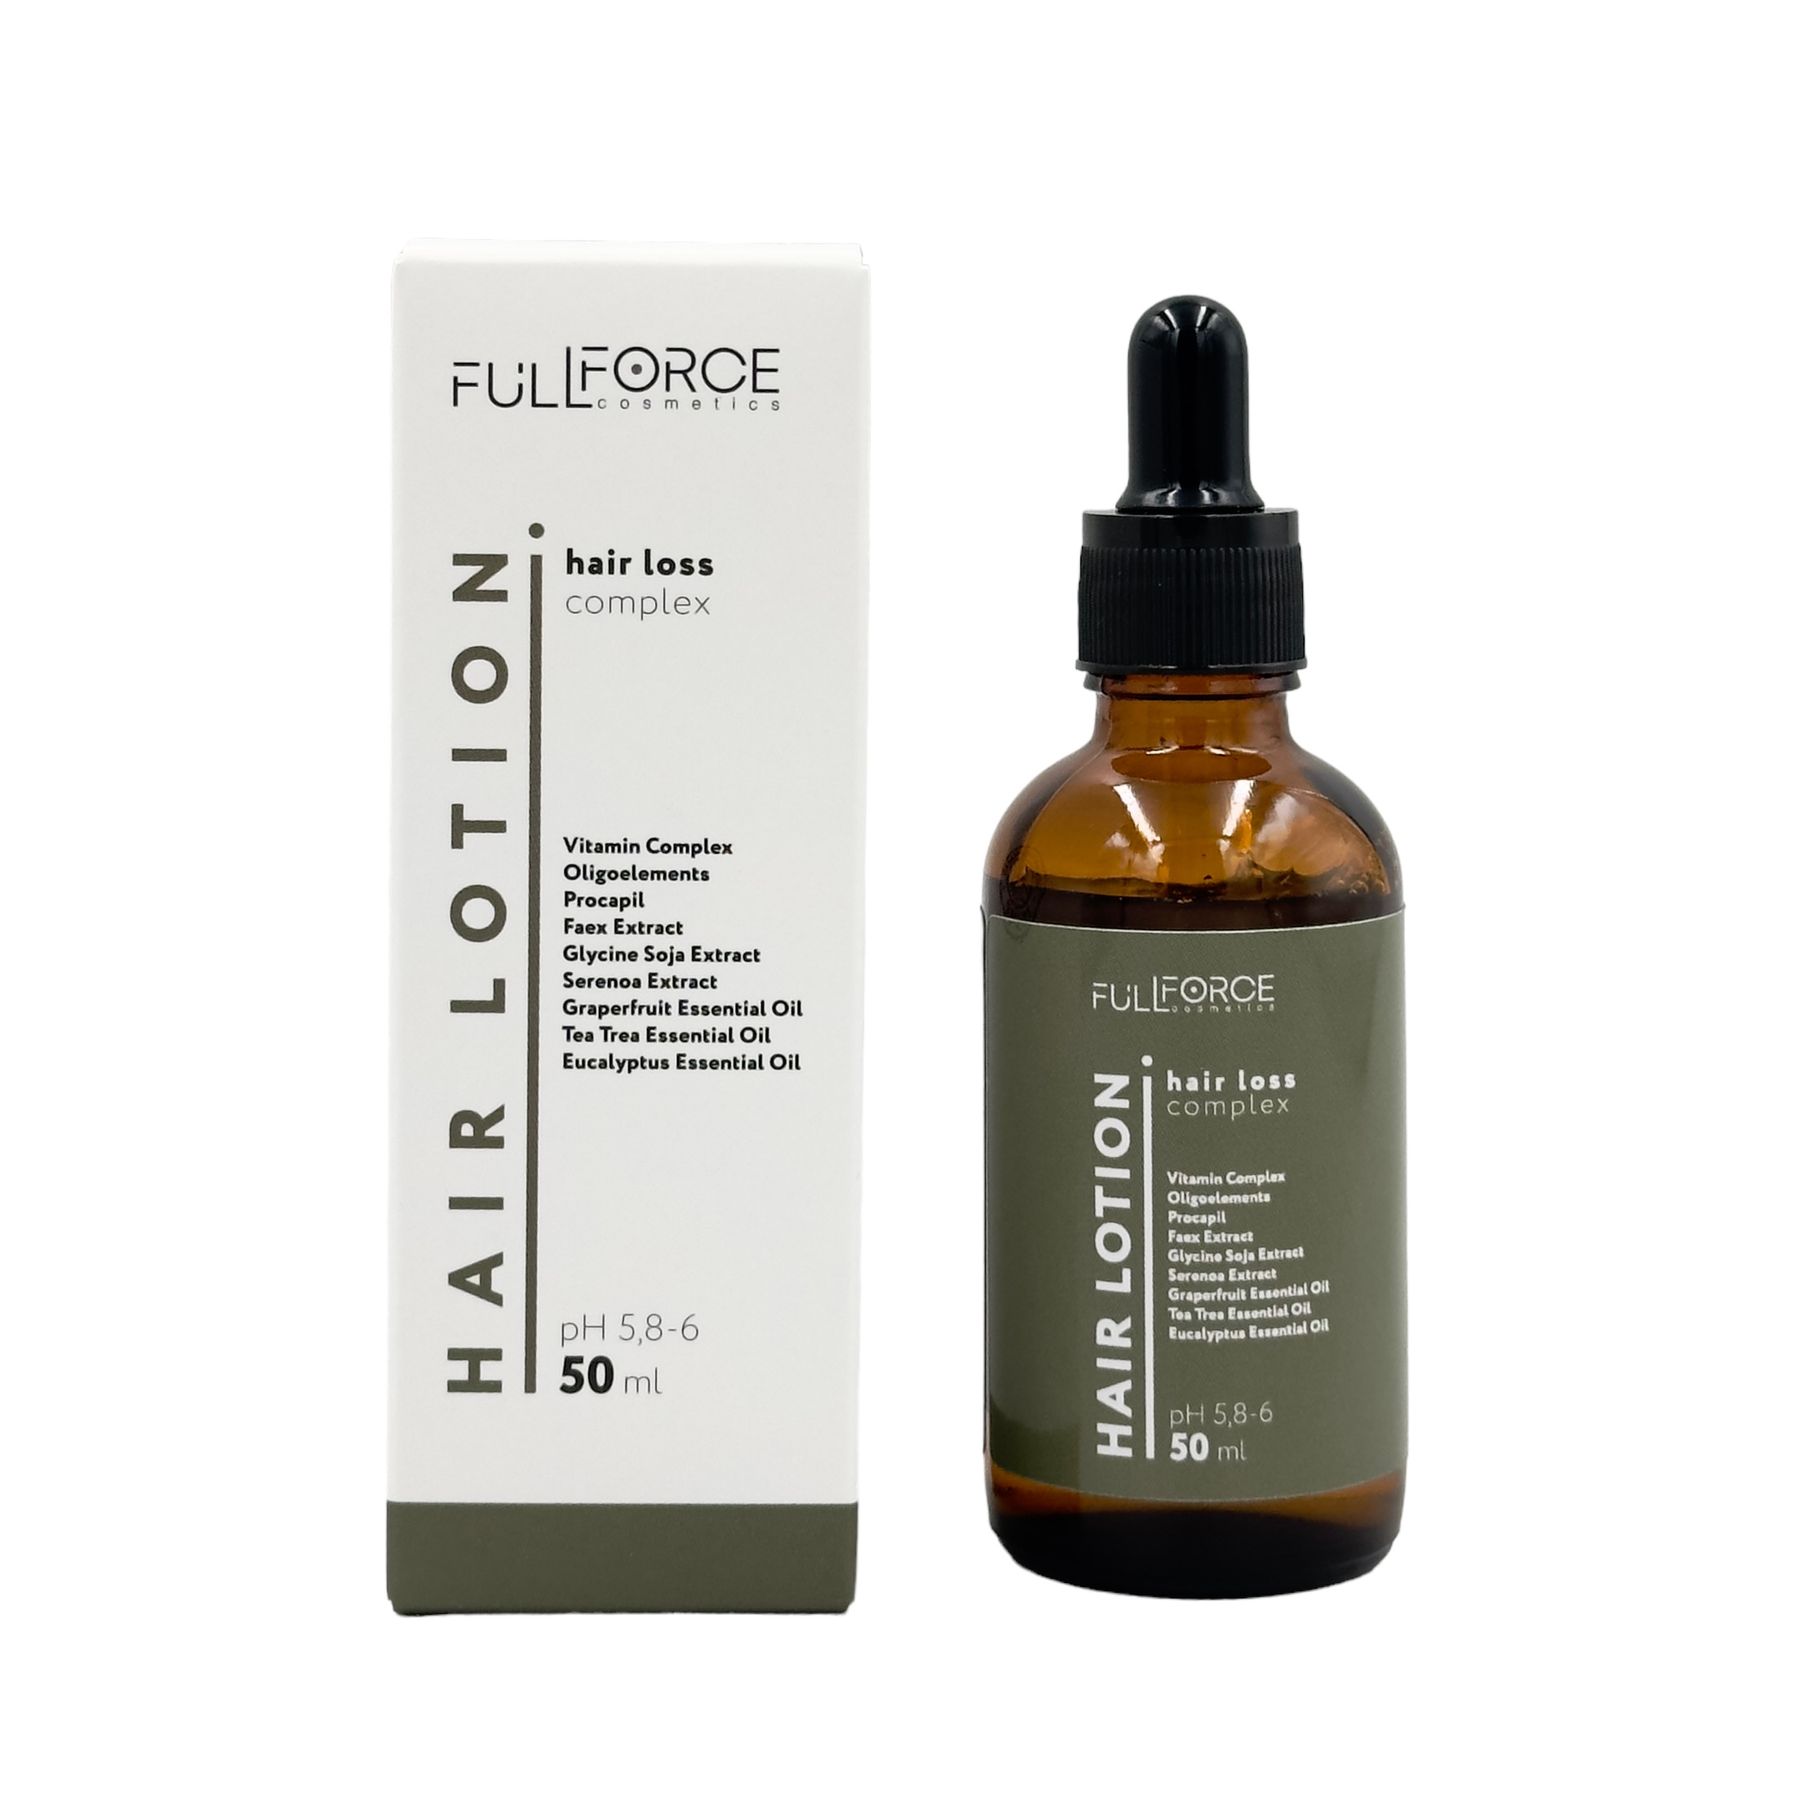 FULLFORCE
cosmetics
HAIR LOTION
hair loss
complex
Vitamin Complex
Oligoelements
Procapil
Faex Extract
Glycine Soja Extract
Serenoa Extract
Graperfruit Essential Oil
Tea Trea Essential Oil
Eucalyptus Essential Oil
pH 5,8-6
50 ml
FULLFORCE
cosmetics
HAIR LOTION
hair loss
complex
Vitamin Complex
Oligoelements
Procapil
Faex Extract
Glycine Soja Extract
Serenoa Extract
Graperfruit Essential Oil
Tea Trea Essential Oil
Eucalyptus Essential Oil
pH 5,8-6
50 ml